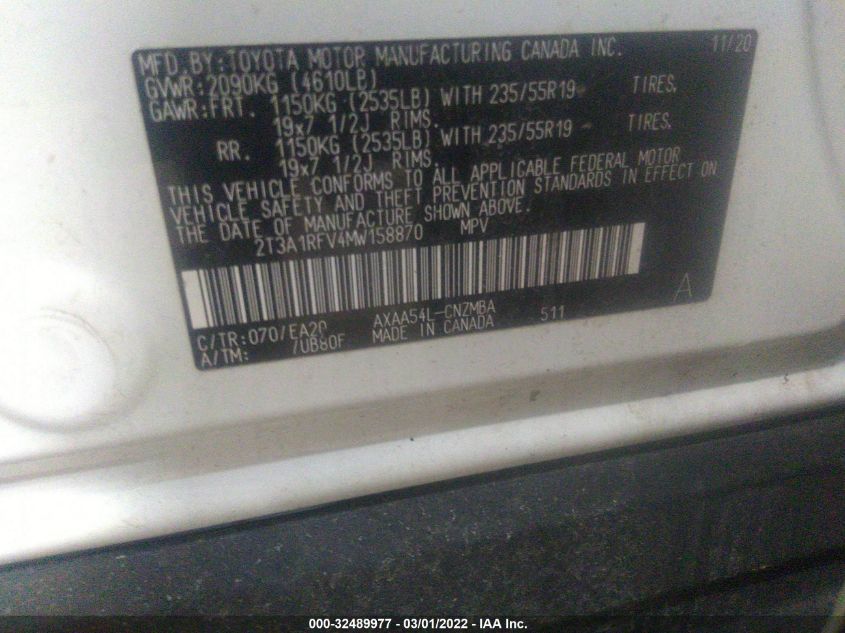 MFD. BY: TOYOTA MOTOR MANUFACTURING CANADA INC. 11/20
GVWR: 2090KG (4610LB)
GAWR: FRT. 1150KG (2535LB) WITH 235/55R19 TIRES,
19x7 1/2J RIMS.
RR. 1150KG (2535LB) WITH 235/55R19 TIRES,
19x7 1/2J RIMS.
THIS VEHICLE CONFORMS TO ALL APPLICABLE FEDERAL MOTOR
VEHICLE SAFETY AND THEFT PREVENTION STANDARDS IN EFFECT ON
THE DATE OF MANUFACTURE SHOWN ABOVE.
2T3A1RFV4MW158870 MPV
C/TR: 070/EA20 AXAA54L-CNZMBA 511 A
A/TM: /UB80F MADE IN CANADA
000-32489977 - 03/01/2022 - IAA Inc.